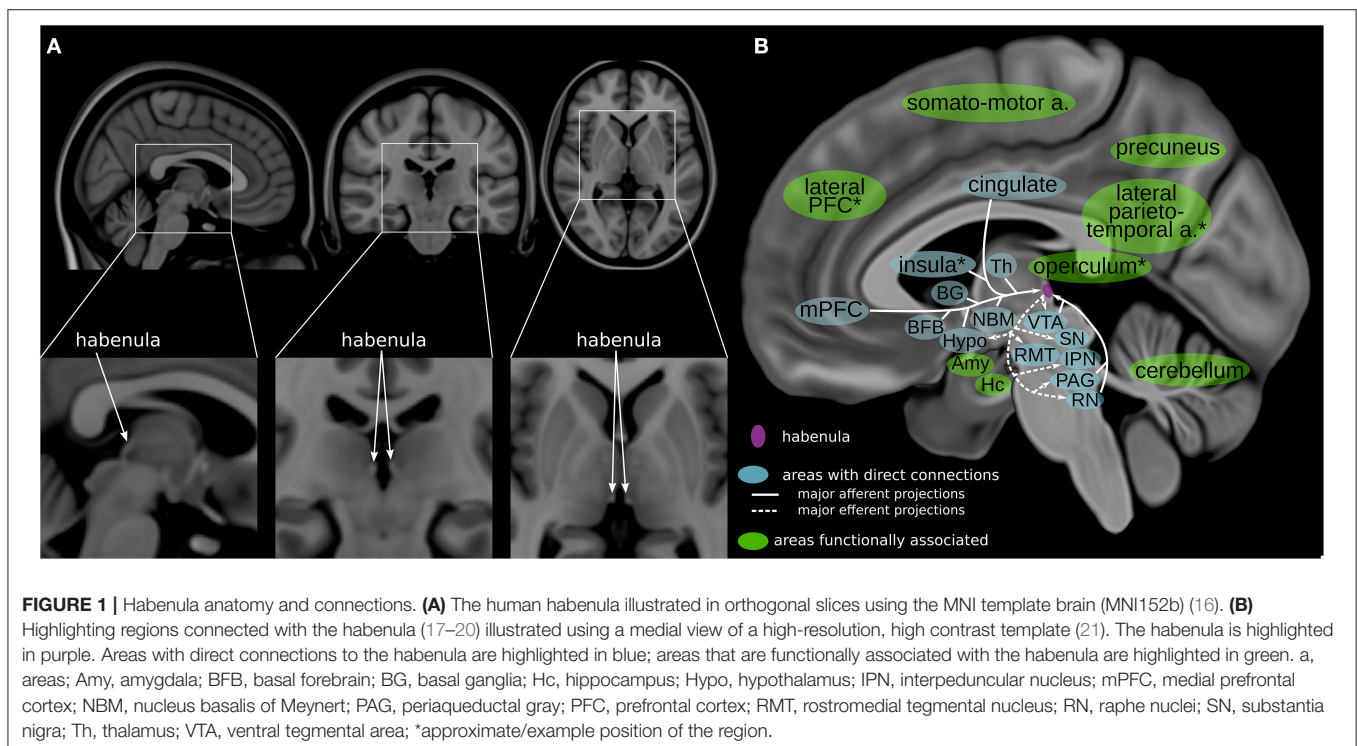 A
habenula
habenula
habenula
B
somato-motor a.
precuneus
lateral
PFC*
cingulate
lateral
parieto-
temporal a.*
insula*
Th
operculum*
BG
mPFC
BFB
NBM
VTA
Hypo
SN
RMT
IPN
Amy
Hc
PAG
RN
cerebellum
habenula
areas with direct connections
major afferent projections
major efferent projections
areas functionally associated
FIGURE 1 | Habenula anatomy and connections. (A) The human habenula illustrated in orthogonal slices using the MNI template brain (MNI152b) (16). (B)
Highlighting regions connected with the habenula (17–20) illustrated using a medial view of a high-resolution, high contrast template (21). The habenula is highlighted
in purple. Areas with direct connections to the habenula are highlighted in blue; areas that are functionally associated with the habenula are highlighted in green. a,
areas; Amy, amygdala; BFB, basal forebrain; BG, basal ganglia; Hc, hippocampus; Hypo, hypothalamus; IPN, interpeduncular nucleus; mPFC, medial prefrontal
cortex; NBM, nucleus basalis of Meynert; PAG, periaqueductal gray; PFC, prefrontal cortex; RMT, rostromedial tegmental nucleus; RN, raphe nuclei; SN, substantia
nigra; Th, thalamus; VTA, ventral tegmental area; *approximate/example position of the region.